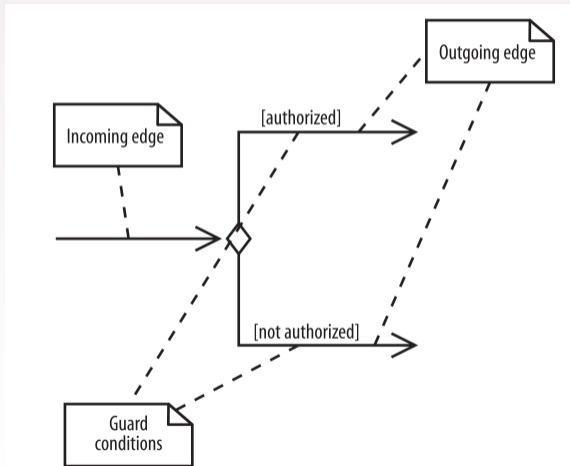 Outgoing edge
[authorized]
Incoming edge
[not authorized]
Guard
conditions